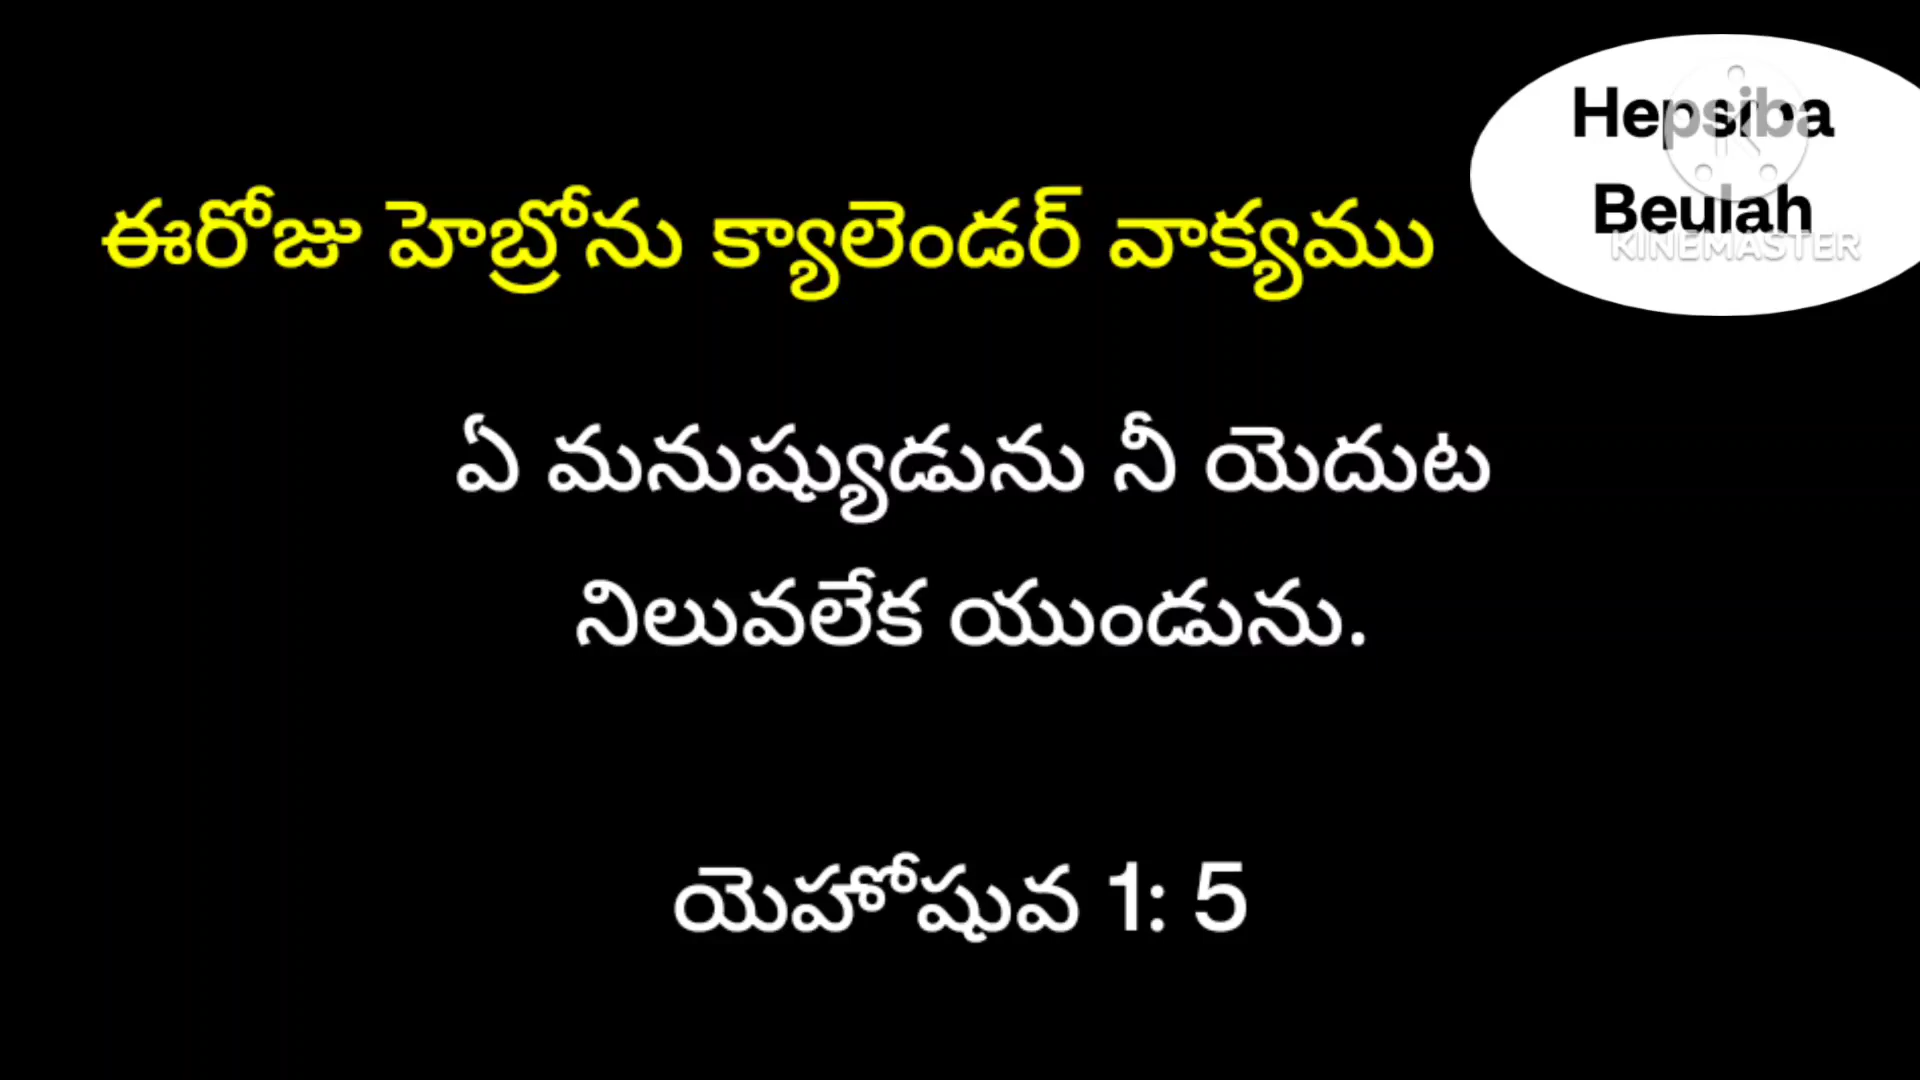 Hepsiba
Beulah
KINEMASTER
ఈరోజు హెబ్రోను క్యాలెండర్ వాక్యము
ఏ మనుష్యుడును నీ యెదుట
నిలువలేక యుండును.
యెహోషువ 1: 5